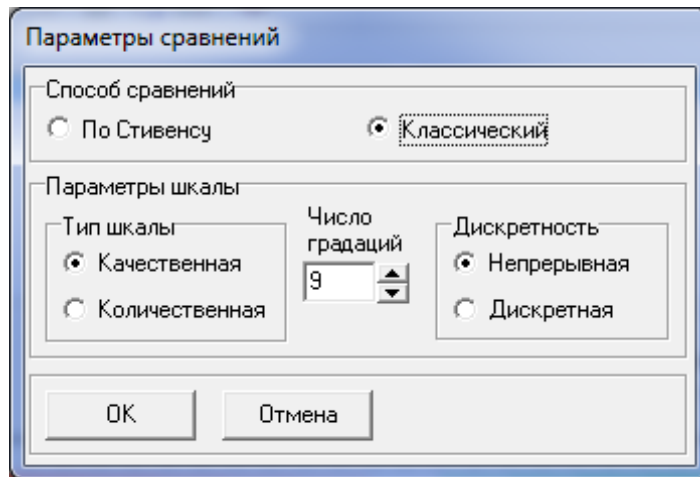 Параметры сравнений
Способ сравнений
По Стивенсу Классический
Параметры шкалы
Тип шкалы
Качественная
Количественная
Число
градаций
9
Дискретность
Непрерывная
Дискретная
OK Отмена